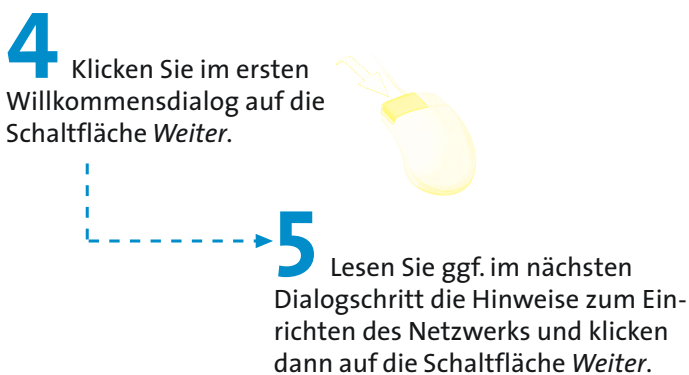 4 Klicken Sie im ersten
Willkommensdialog auf die
Schaltfläche Weiter.
5 Lesen Sie ggf. im nächsten
Dialogschritt die Hinweise zum Ein-
richten des Netzwerks und klicken
dann auf die Schaltfläche Weiter.